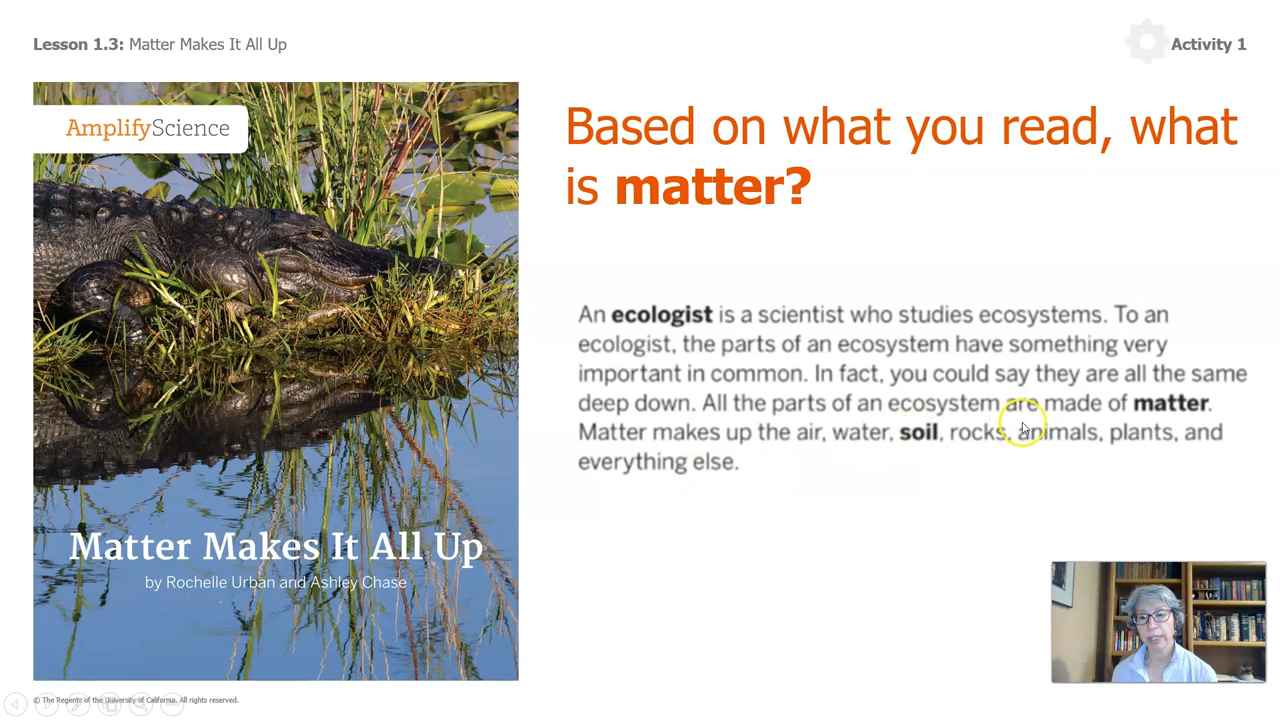 Lesson 1.3: Matter Makes It All Up
Activity 1
AmplifyScience
Based on what you read, what
is matter?
An ecologist is a scientist who studies ecosystems. To an
ecologist, the parts of an ecosystem have something very
important in common. In fact, you could say they are all the same
deep down. All the parts of an ecosystem are made of matter.
Matter makes up the air, water, soil, rocks, animals, plants, and
everything else.
Matter Makes It All Up
by Rochelle Urban and Ashley Chase
© The Regents of the University of California. All rights reserved.